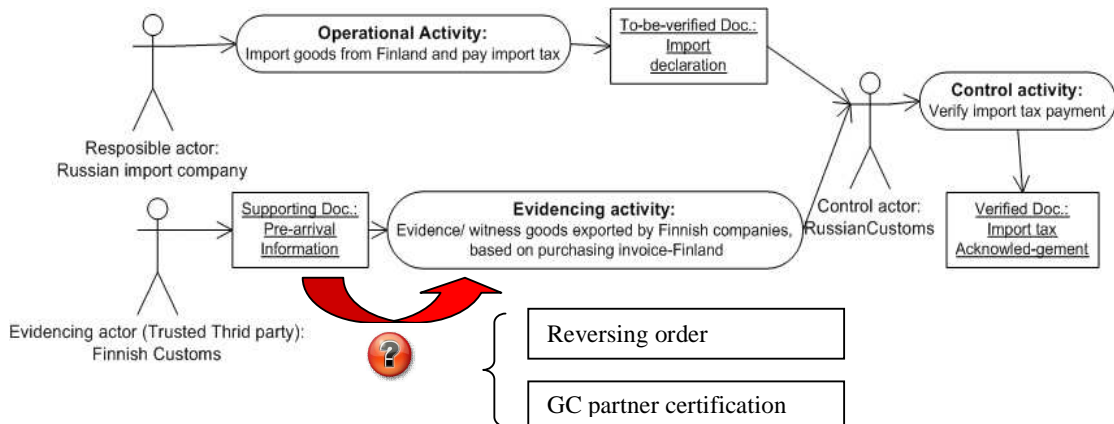 Operational Activity:
Import goods from Finland and pay import tax
To-be-verified Doc.:
Import
declaration
Control activity:
Verify import tax payment
Resposible actor:
Russian import company
Supporting Doc.:
Pre-arrival
Information
Evidencing activity:
Evidence/ witness goods exported by Finnish companies,
based on purchasing invoice-Finland
Control actor:
RussianCustoms
Verified Doc.:
Import tax
Acknowled-gement
Evidencing actor (Trusted Thrid party):
Finnish Customs
?
Reversing order
GC partner certification